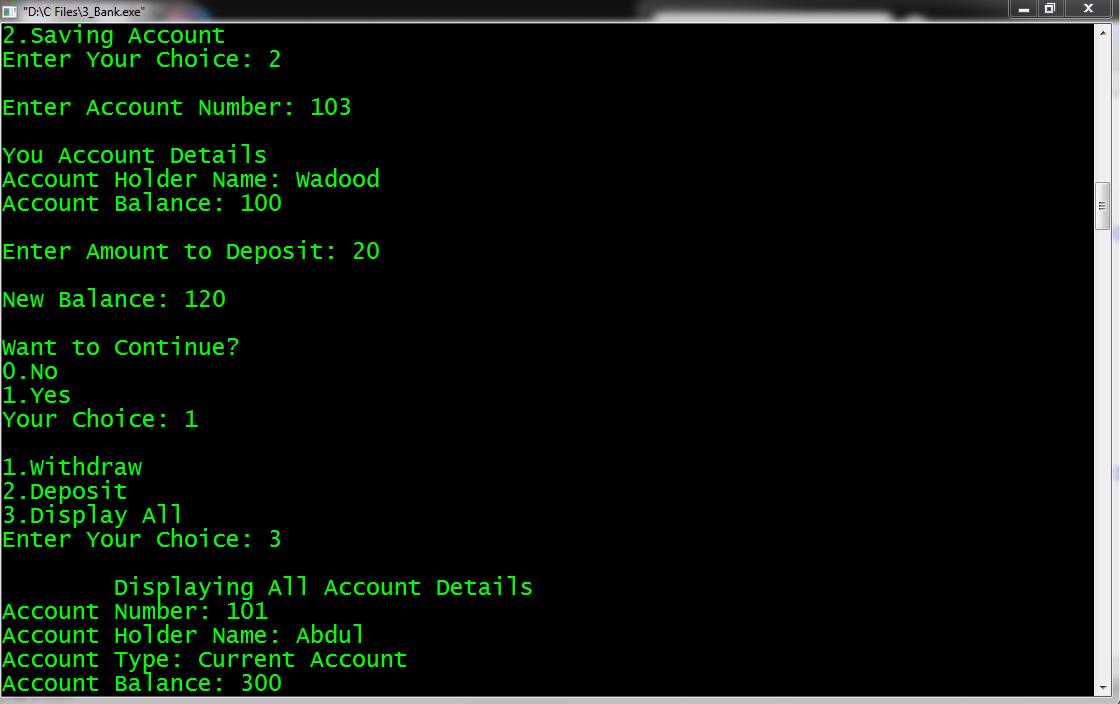 "D:\C Files\3_Bank.exe"
2.Saving Account
Enter Your Choice: 2
Enter Account Number: 103
You Account Details
Account Holder Name: Wadood
Account Balance: 100
Enter Amount to Deposit: 20
New Balance: 120
Want to Continue?
0.No
1.Yes
Your Choice: 1
1.Withdraw
2.Deposit
3.Display All
Enter Your Choice: 3
Displaying All Account Details
Account Number: 101
Account Holder Name: Abdul
Account Type: Current Account
Account Balance: 300